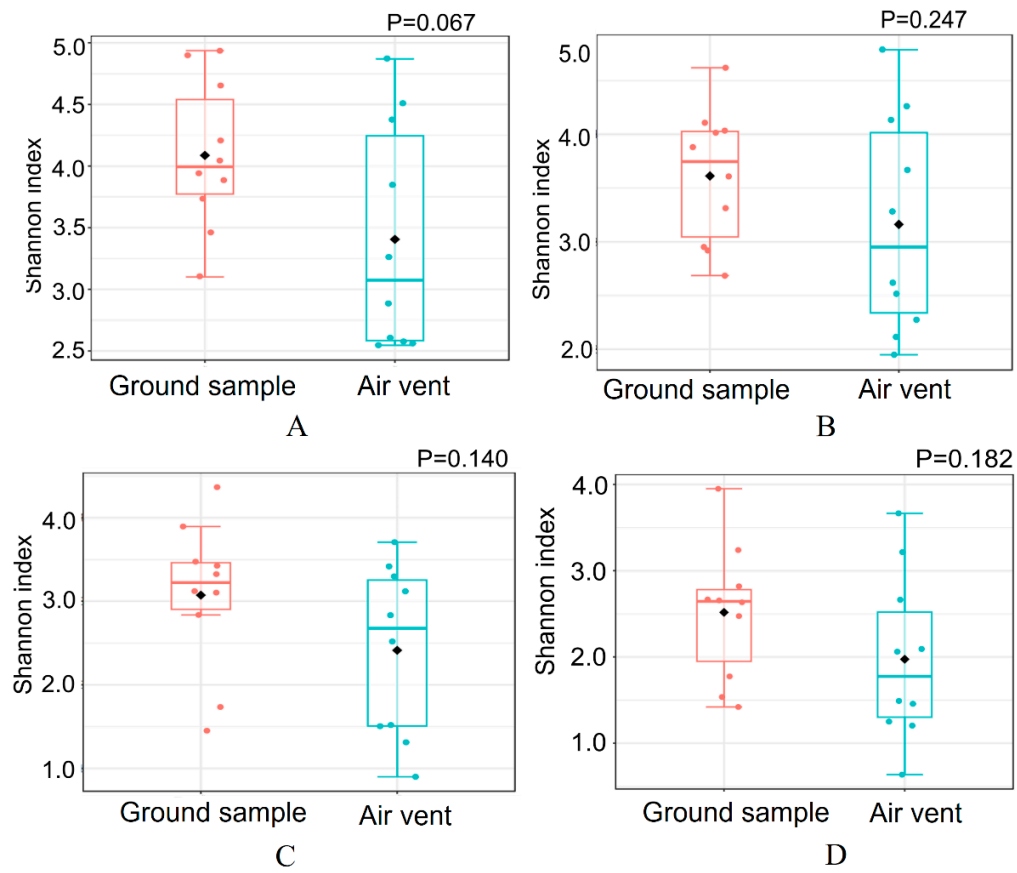 P=0.067
Shannon index
5.0
4.5
4.0
3.5
3.0
2.5
Ground sample
Air vent
A
P=0.247
Shannon index
5.0
4.0
3.0
2.0
Ground sample
Air vent
B
P=0.140
Shannon index
4.0
3.0
2.0
1.0
Ground sample
Air vent
C
P=0.182
Shannon index
4.0
3.0
2.0
1.0
Ground sample
Air vent
D